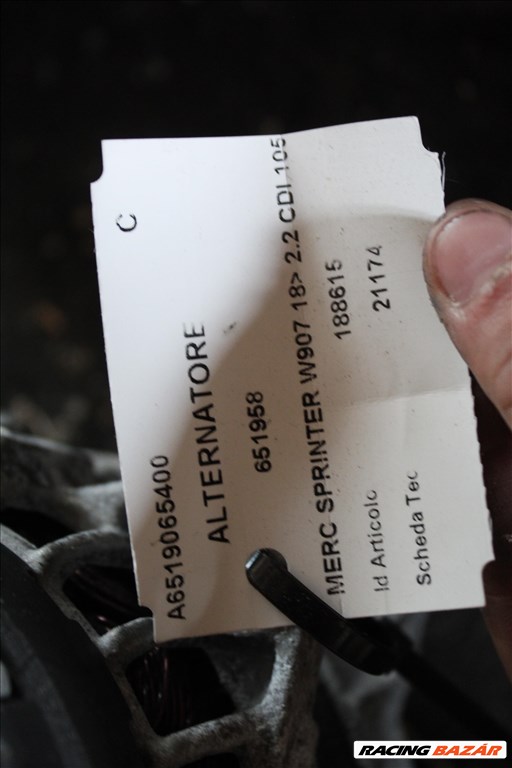 C
A6519065400
ALTERNATORE
651958
MERC SPRINTER W907 18> 2.2 CDI 105
Id Articolo 188615
Scheda Tec 21174
RACING BAZÁR